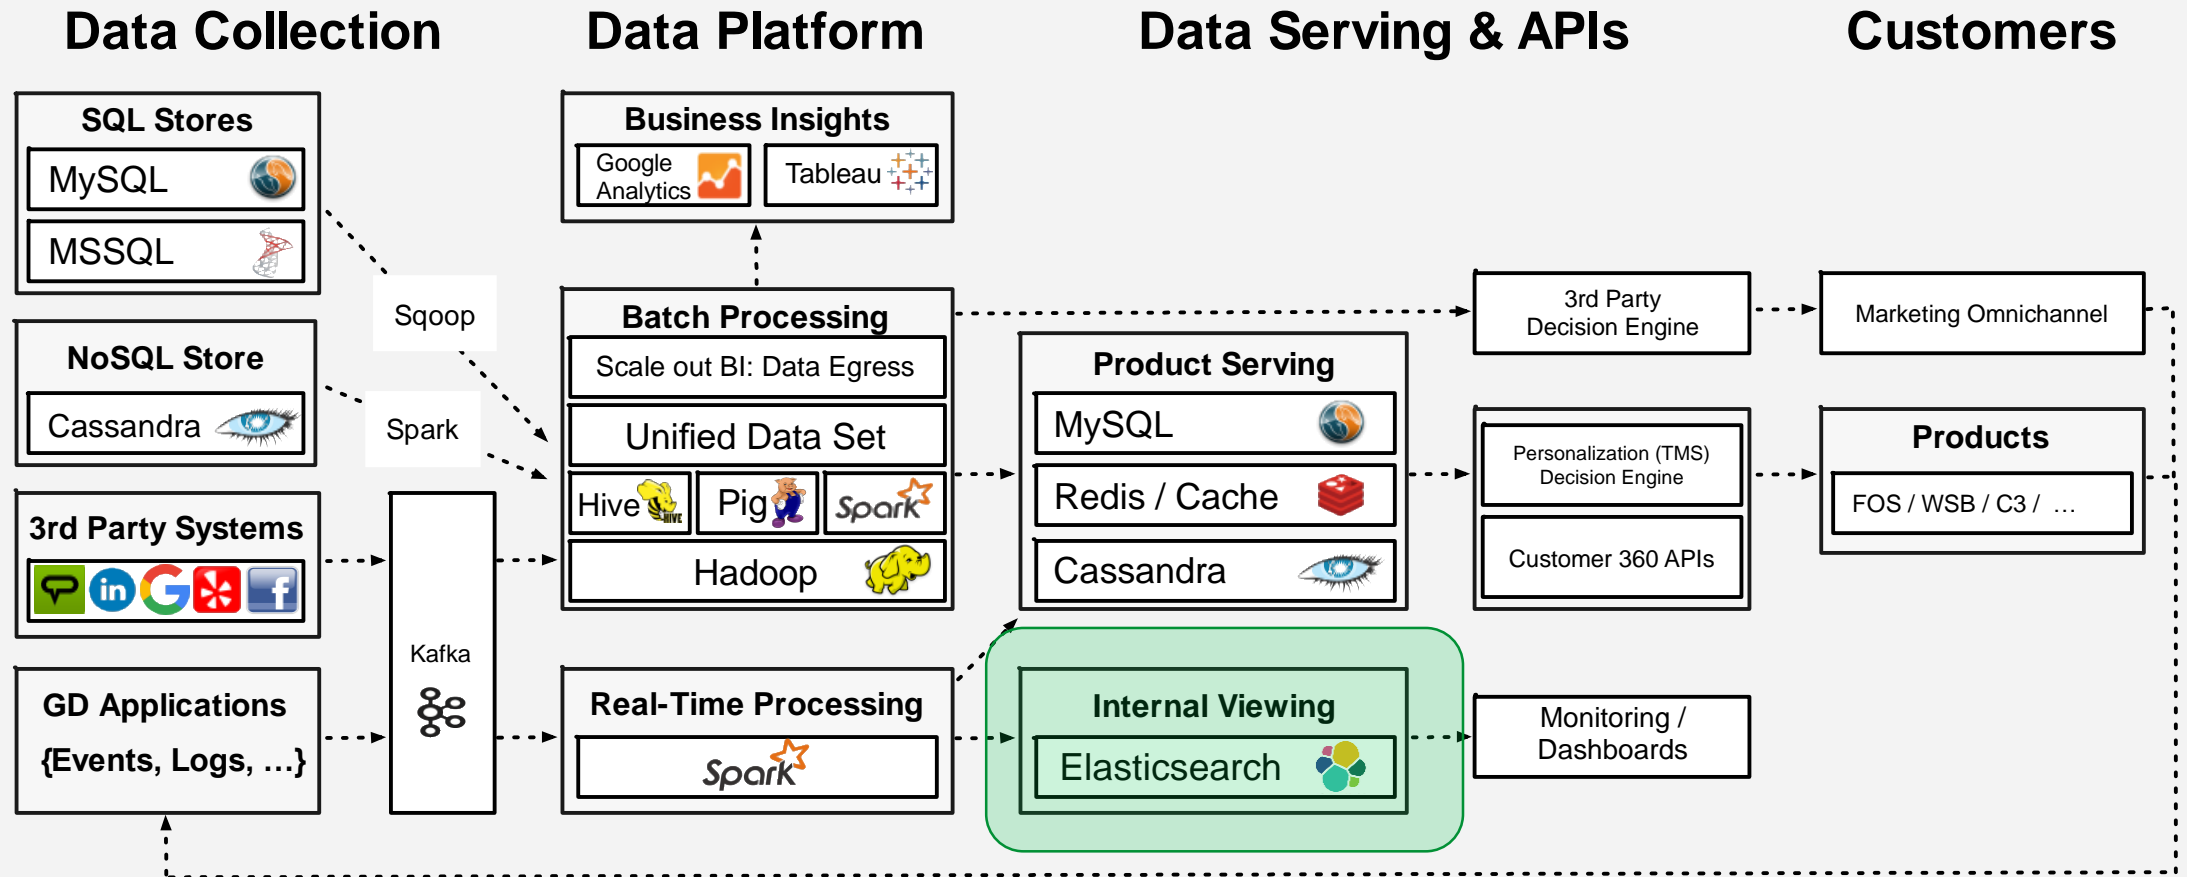 Data Collection
Data Platform
Data Serving & APIs
Customers
SQL Stores
MySQL
MSSQL
NoSQL Store
Cassandra
3rd Party Systems
in
G
f
GD Applications
{Events, Logs, …}
Sqoop
Spark
Kafka
Business Insights
Google
Analytics
Tableau
Batch Processing
Scale out BI: Data Egress
Unified Data Set
Hive
HIVE
Pig
Spark
Hadoop
Real-Time Processing
Spark
Product Serving
MySQL
Redis / Cache
Cassandra
Internal Viewing
Elasticsearch
3rd Party
Decision Engine
Personalization (TMS)
Decision Engine
Customer 360 APIs
Monitoring /
Dashboards
Marketing Omnichannel
Products
FOS / WSB / C3 / …